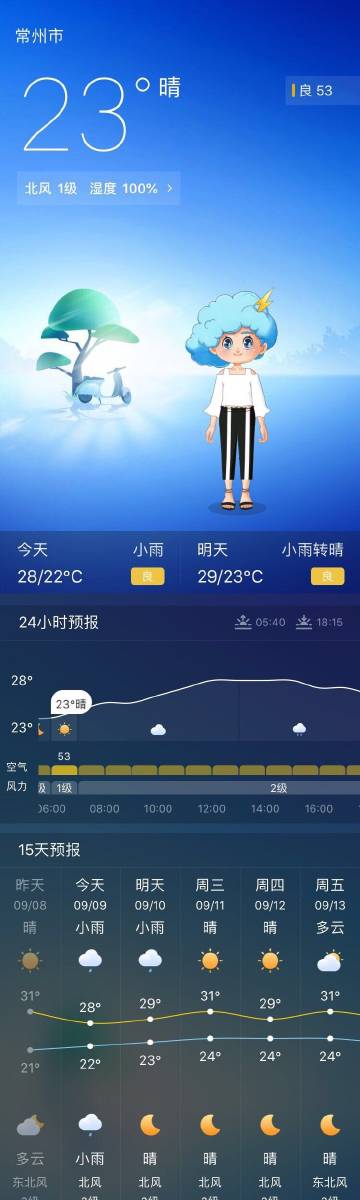 常州市
23° 晴
良 53
北风 1级 湿度 100% >
今天 小雨 明天 小雨转晴
28/22°C 良 29/23°C 良
24小时预报 05:40 18:15
28°
23°晴
23°
53
空气
风力 级 1级 2级
06:00 08:00 10:00 12:00 14:00 16:00
15天预报
昨天 今天 明天 周三 周四 周五
09/08 09/09 09/10 09/11 09/12 09/13
晴 小雨 小雨 晴 晴 多云
31° 28° 29° 31° 29° 31°
21° 22° 23° 24° 24° 24°
多云 小雨 晴 晴 晴 晴
东北风 北风 北风 北风 北风 东北风